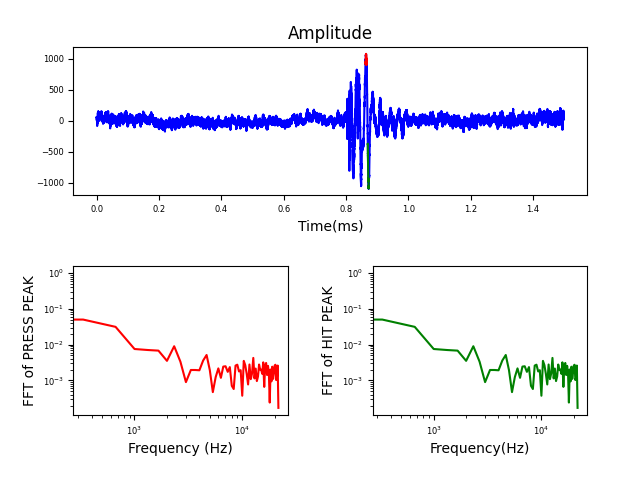 Amplitude
1000
500
0
−500
−1000
0.0 0.2 0.4 0.6 0.8 1.0 1.2 1.4
Time(ms)
FFT of PRESS PEAK
10⁰
10⁻¹
10⁻²
10⁻³
10³ 10⁴
Frequency (Hz)
FFT of HIT PEAK
10⁰
10⁻¹
10⁻²
10⁻³
10³ 10⁴
Frequency(Hz)